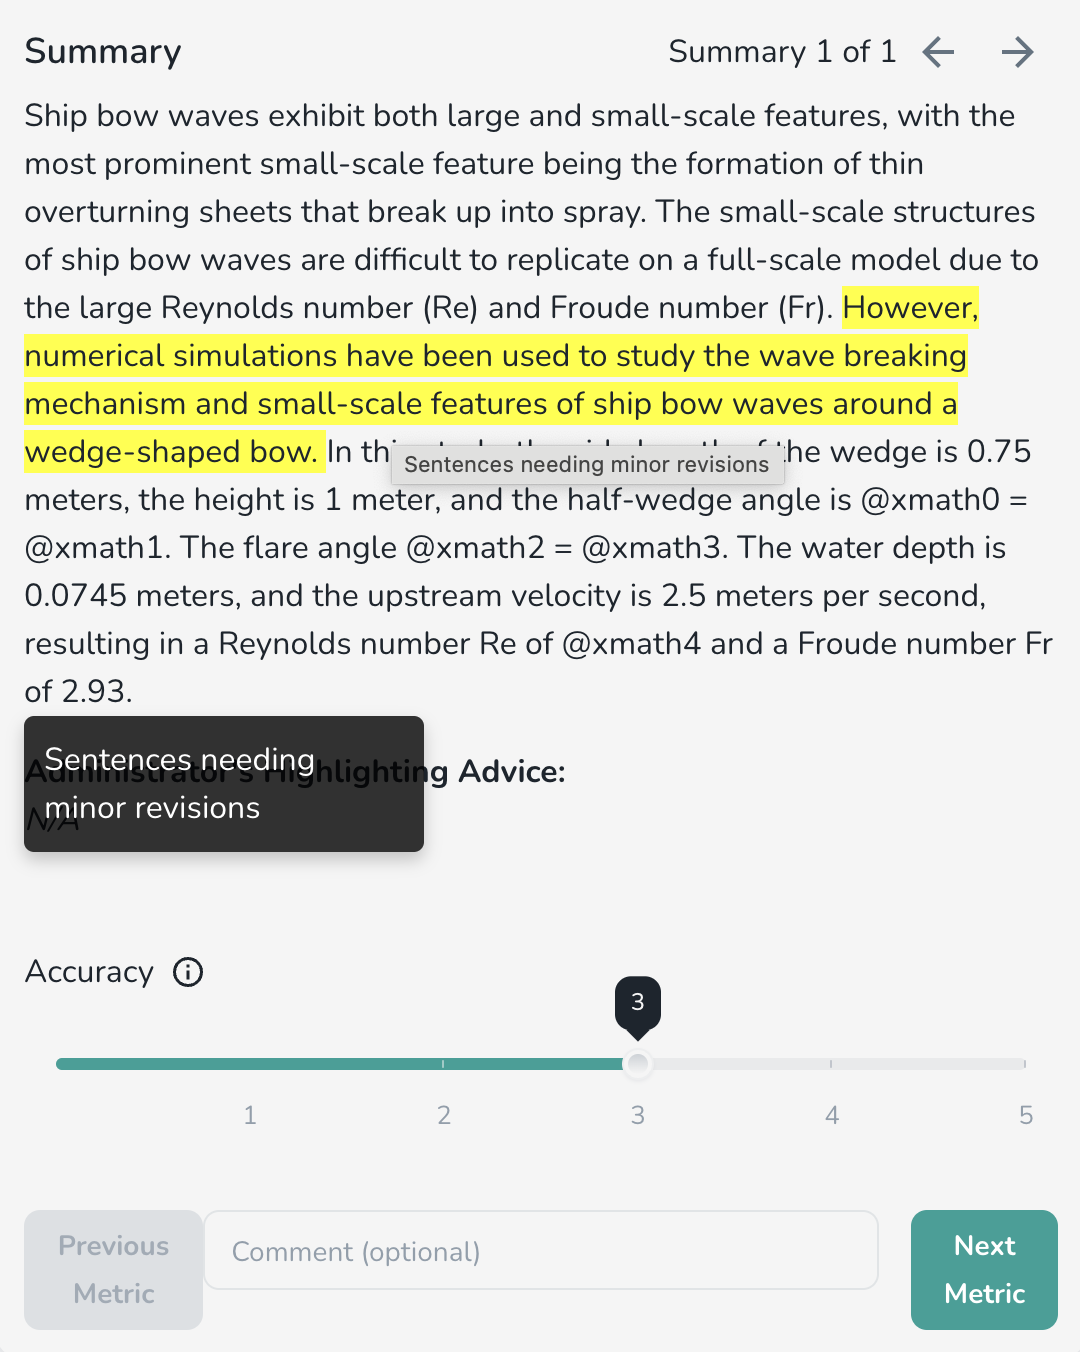 Summary
Summary 1 of 1
Ship bow waves exhibit both large and small-scale features, with the
most prominent small-scale feature being the formation of thin
overturning sheets that break up into spray. The small-scale structures
of ship bow waves are difficult to replicate on a full-scale model due to
the large Reynolds number (Re) and Froude number (Fr). However,
numerical simulations have been used to study the wave breaking
mechanism and small-scale features of ship bow waves around a
wedge-shaped bow. In this the wedge is 0.75
Sentences needing minor revisions
meters, the height is 1 meter, and the half-wedge angle is @xmath0 =
@xmath1. The flare angle @xmath2 = @xmath3. The water depth is
0.0745 meters, and the upstream velocity is 2.5 meters per second,
resulting in a Reynolds number Re of @xmath4 and a Froude number Fr
of 2.93.
Sentences needing
minor revisions
Administrator's Highlighting Advice:
N/A
Accuracy
3
1 2 3 4 5
Previous
Metric
Comment (optional)
Next
Metric